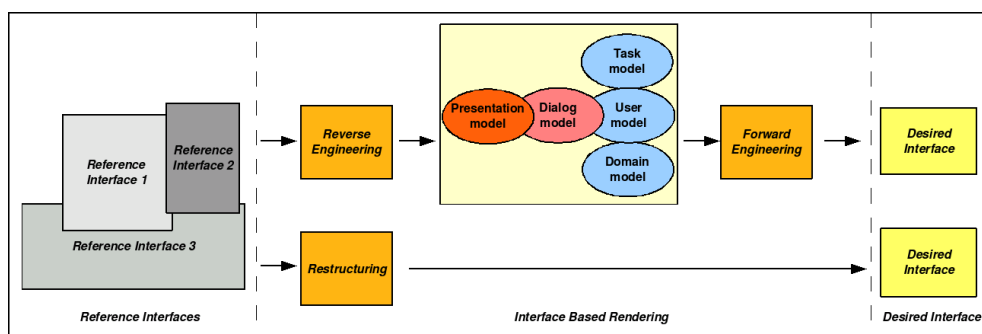 Reference
Interface 1
Reference
Interface 2
Reference Interface 3
Reverse
Engineering
Presentation
model
Dialog
model
Task
model
User
model
Domain
model
Forward
Engineering
Desired
Interface
Restructuring
Desired
Interface
Reference Interfaces
Interface Based Rendering
Desired Interface